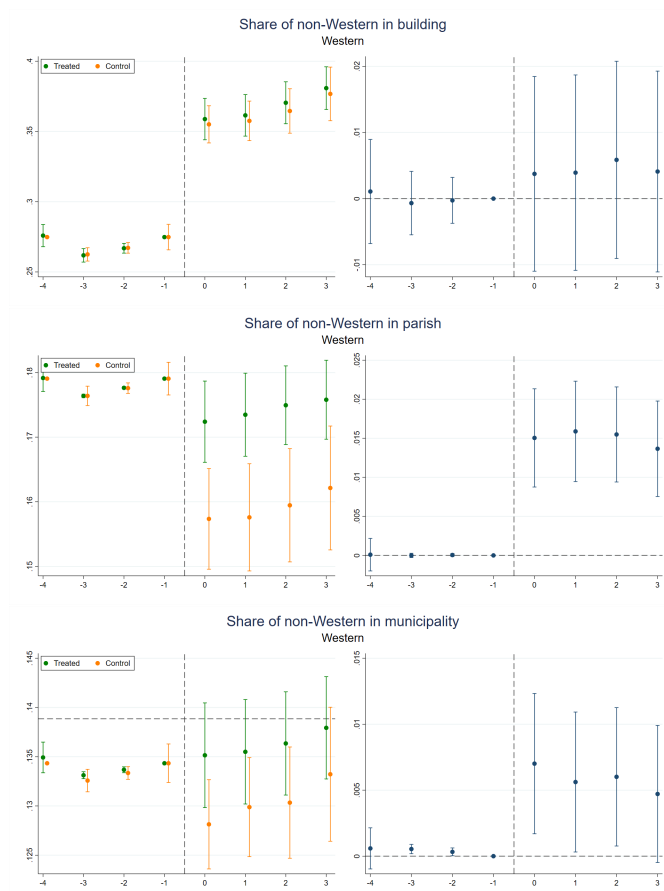 Share of non-Western in building
Western
Treated Control
.4
.35
.3
.25
-4 -3 -2 -1 0 1 2 3
.02
.01
0
-.01
-4 -3 -2 -1 0 1 2 3
Share of non-Western in parish
Western
Treated Control
.18
.17
.16
.15
-4 -3 -2 -1 0 1 2 3
.025
.02
.015
.01
.005
0
-4 -3 -2 -1 0 1 2 3
Share of non-Western in municipality
Western
Treated Control
.145
.14
.135
.13
.125
-4 -3 -2 -1 0 1 2 3
.015
.01
.005
0
-4 -3 -2 -1 0 1 2 3